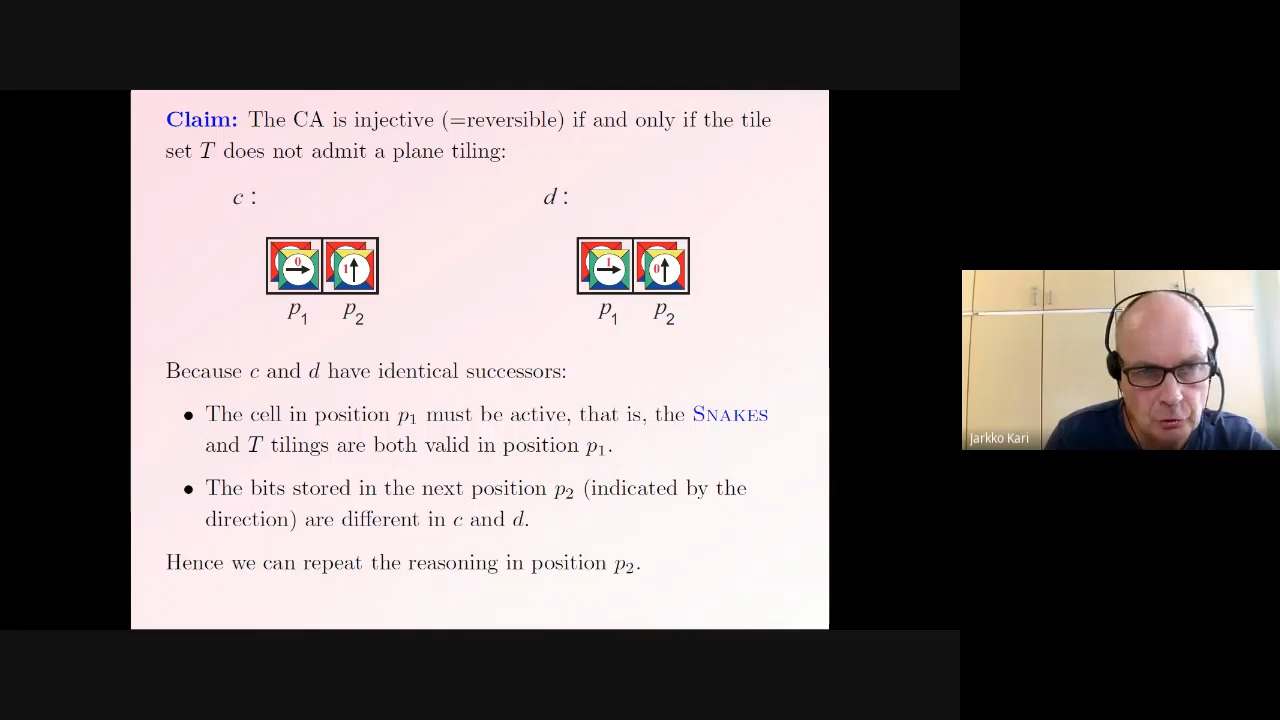 Claim: The CA is injective (=reversible) if and only if the tile
set T does not admit a plane tiling:
c : d :
0 1 1 0
p1 p2 p1 p2
Because c and d have identical successors:
• The cell in position p1 must be active, that is, the SNAKES
and T tilings are both valid in position p1.
• The bits stored in the next position p2 (indicated by the
direction) are different in c and d.
Hence we can repeat the reasoning in position p2.
Jarkko Kari